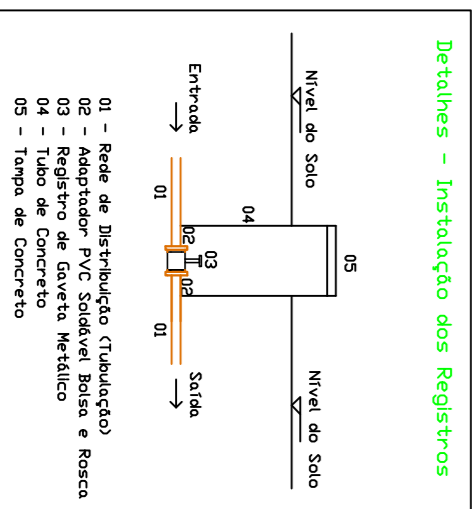 Detalhes - Instalação dos Registros
Nível do Solo
Nível do Solo
05
04
Entrada
Saída
01
02
03
02
01
01 - Rede de Distribuição (Tubulação)
02 - Adaptador PVC Soldável Bolsa e Rosca
03 - Registro de Gaveta Metálico
04 - Tubo de Concreto
05 - Tampa de Concreto